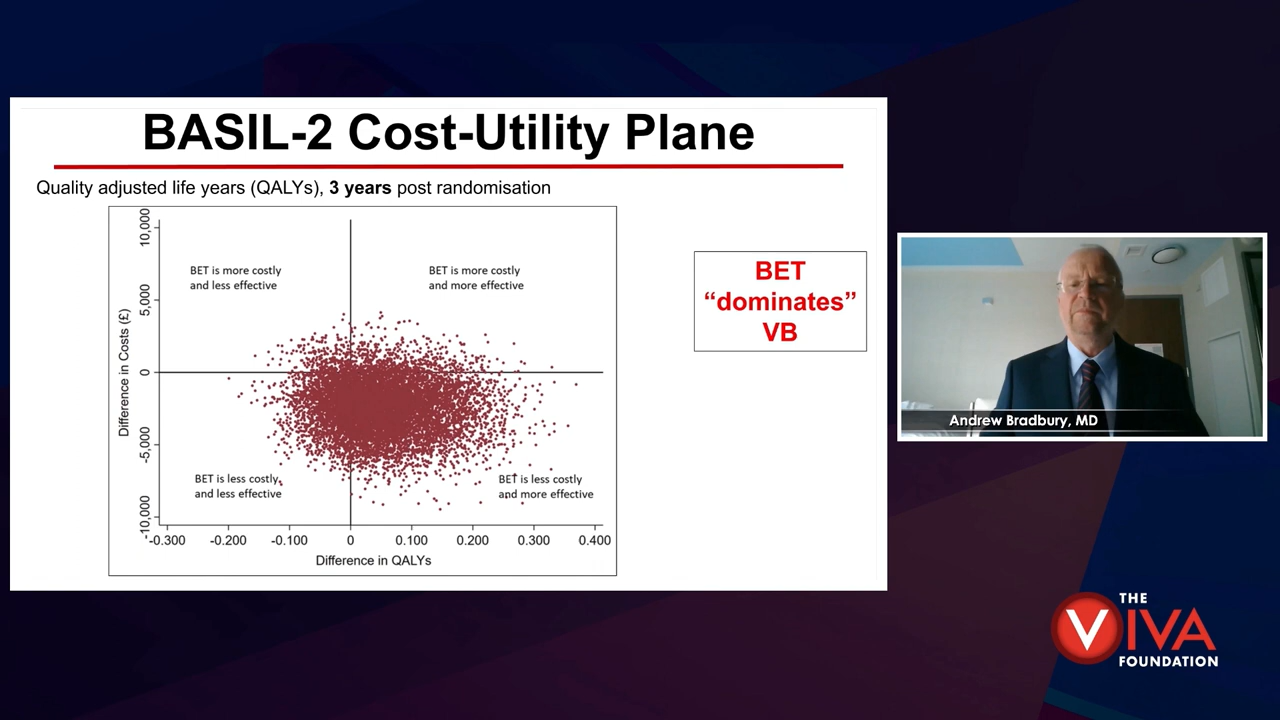 BASIL-2 Cost-Utility Plane
Quality adjusted life years (QALYs), 3 years post randomisation
10,000
5,000
0
-5,000
-10,000
Difference in Costs (£)
BET is more costly
and less effective
BET is more costly
and more effective
BET is less costly
and less effective
BET is less costly
and more effective
-0.300 -0.200 -0.100 0 0.100 0.200 0.300 0.400
Difference in QALYs
BET
“dominates”
VB
Andrew Bradbury, MD
THE
VIVA
FOUNDATION